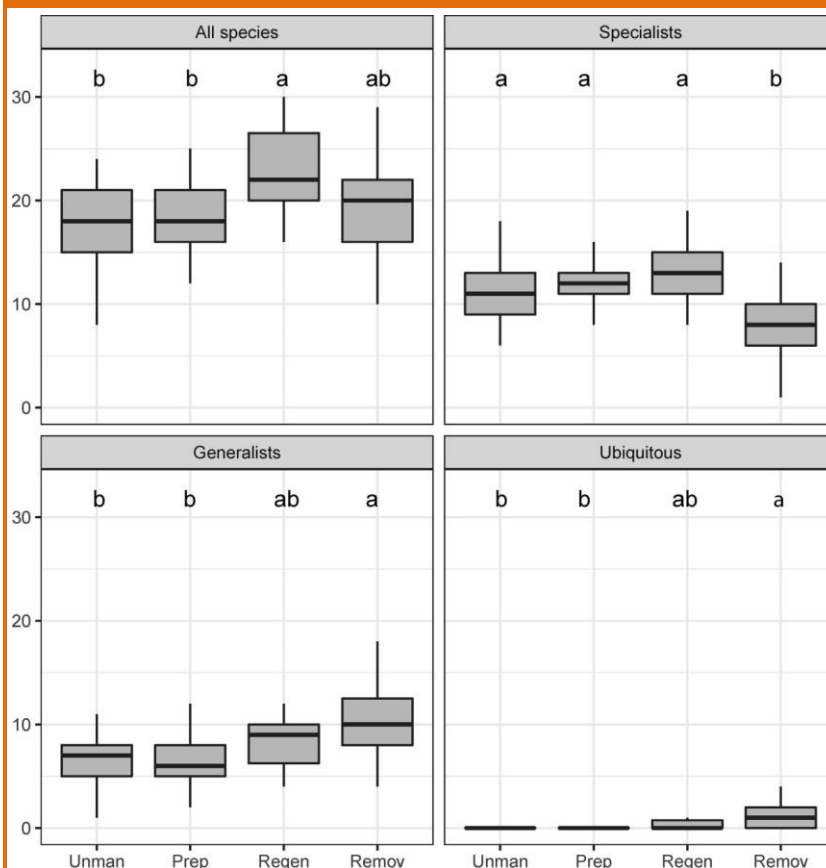 All species
Specialists
b b a ab
a a a b
30
20
10
0
Generalists
Ubiquitous
b b ab a
b b ab a
30
20
10
0
Unman Prep Regen Remov
Unman Prep Regen Remov